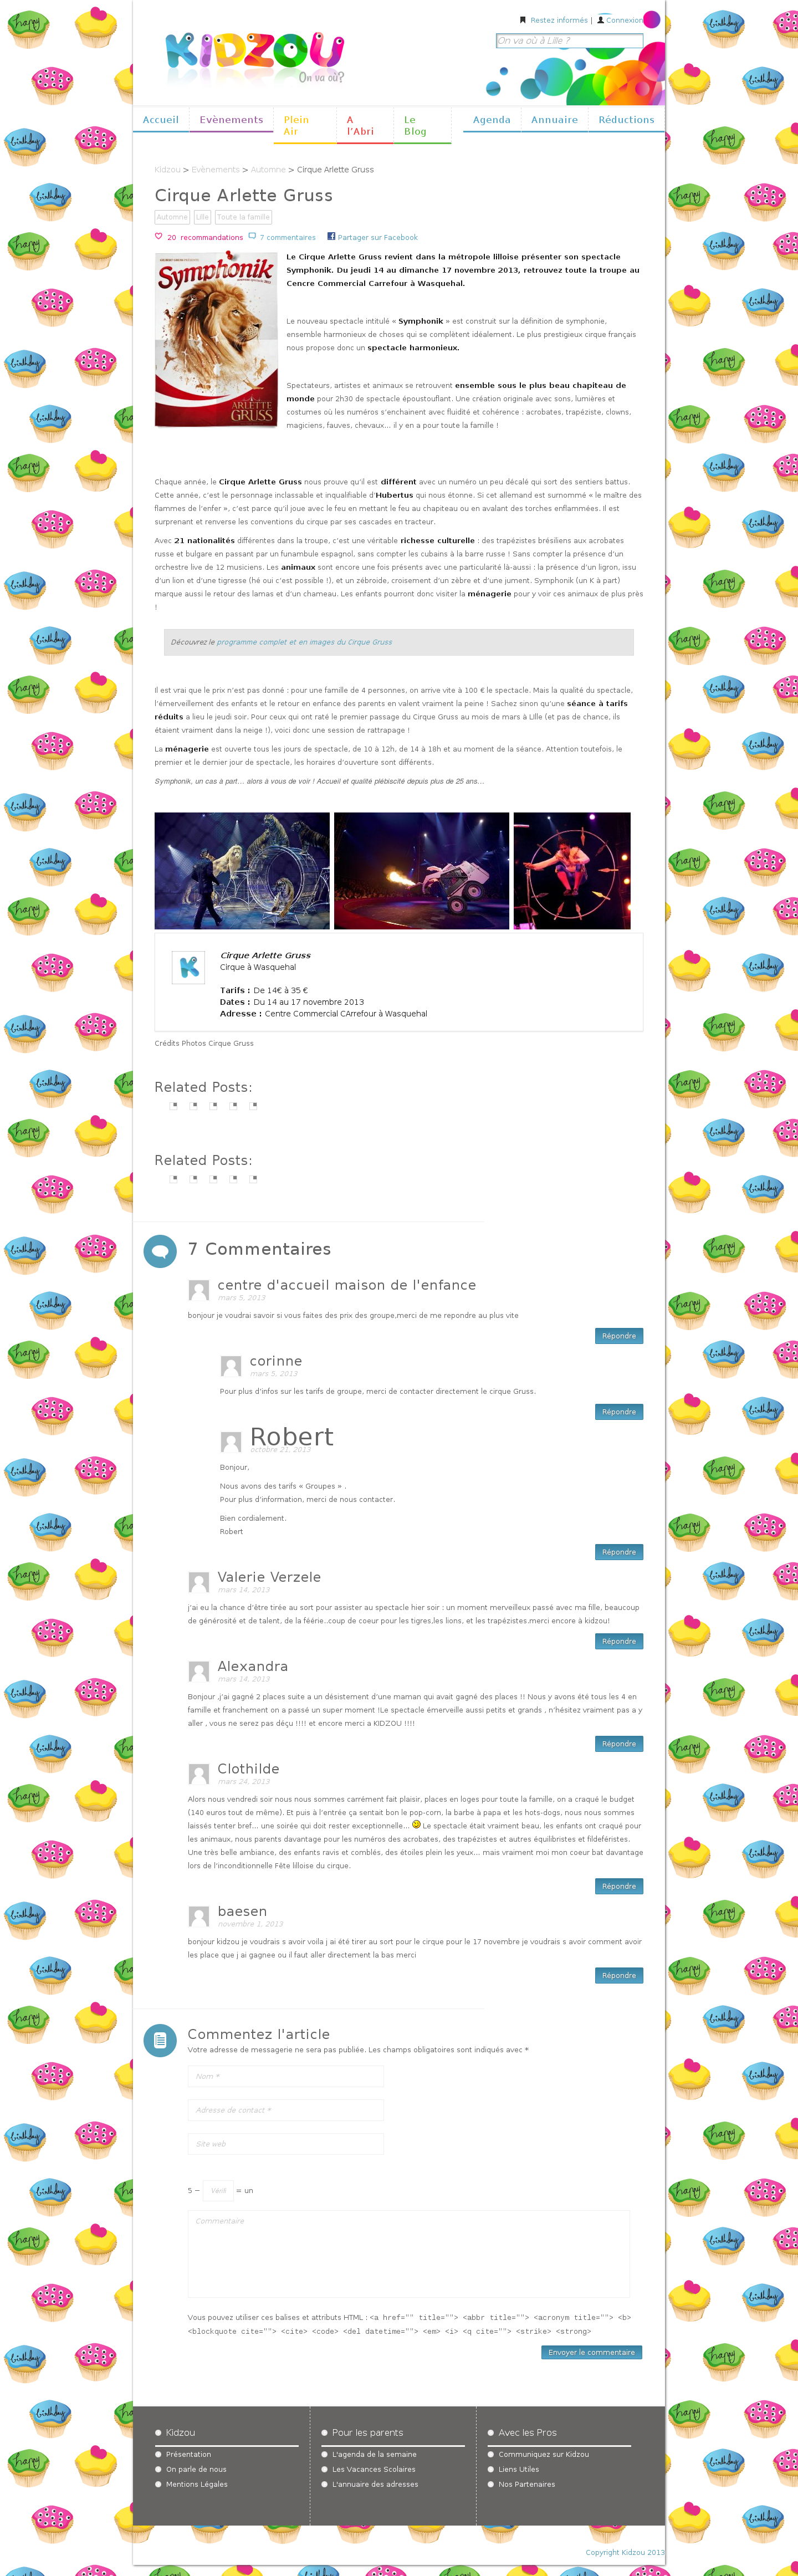 Restez informés | Connexion
On va où à Lille ?
KIDZOU
On va où?
Accueil
Evènements
Plein Air
A l'Abri
Le Blog
Agenda
Annuaire
Réductions
Kidzou > Evènements > Automne > Cirque Arlette Gruss
Cirque Arlette Gruss
Automne Lille Toute la famille
20 recommandations 7 commentaires Partager sur Facebook
Symphonik
ARLETTE
GRUSS
Le Cirque Arlette Gruss revient dans la métropole lilloise présenter son spectacle
Symphonik. Du jeudi 14 au dimanche 17 novembre 2013, retrouvez toute la troupe au
Cencre Commercial Carrefour à Wasquehal.
Le nouveau spectacle intitulé « Symphonik » est construit sur la définition de symphonie,
ensemble harmonieux de choses qui se complètent idéalement. Le plus prestigieux cirque français
nous propose donc un spectacle harmonieux.
Spectateurs, artistes et animaux se retrouvent ensemble sous le plus beau chapiteau de
monde pour 2h30 de spectacle époustouflant. Une création originale avec sons, lumières et
costumes où les numéros s'enchainent avec fluidité et cohérence : acrobates, trapéziste, clowns,
magiciens, fauves, chevaux… il y en a pour toute la famille !
Chaque année, le Cirque Arlette Gruss nous prouve qu'il est différent avec un numéro un peu décalé qui sort des sentiers battus.
Cette année, c'est le personnage inclassable et inqualifiable d'Hubertus qui nous étonne. Si cet allemand est surnommé « le maître des
flammes de l'enfer », c'est parce qu'il joue avec le feu en mettant le feu au chapiteau ou en avalant des torches enflammées. Il est
surprenant et renverse les conventions du cirque par ses cascades en tracteur.
Avec 21 nationalités différentes dans la troupe, c'est une véritable richesse culturelle : des trapézistes brésiliens aux acrobates
russe et bulgare en passant par un funambule espagnol, sans compter les cubains à la barre russe ! Sans compter la présence d'un
orchestre live de 12 musiciens. Les animaux sont encore une fois présents avec une particularité là-aussi : la présence d'un ligron, issu
d'un lion et d'une tigresse (hé oui c'est possible !), et un zébroide, croisement d'un zèbre et d'une jument. Symphonik (un K à part)
marque aussi le retour des lamas et d'un chameau. Les enfants pourront donc visiter la ménagerie pour y voir ces animaux de plus près
!
Découvrez le programme complet et en images du Cirque Gruss
Il est vrai que le prix n'est pas donné : pour une famille de 4 personnes, on arrive vite à 100 € le spectacle. Mais la qualité du spectacle,
l'émerveillement des enfants et le retour en enfance des parents en valent vraiment la peine ! Sachez sinon qu'une séance à tarifs
réduits a lieu le jeudi soir. Pour ceux qui ont raté le premier passage du Cirque Gruss au mois de mars à Lille (et pas de chance, ils
étaient vraiment dans la neige !), voici donc une session de rattrapage !
La ménagerie est ouverte tous les jours de spectacle, de 10 à 12h, de 14 à 18h et au moment de la séance. Attention toutefois, le
premier et le dernier jour de spectacle, les horaires d'ouverture sont différents.
Symphonik, un cas à part… alors à vous de voir ! Accueil et qualité plébiscité depuis plus de 25 ans…
Cirque Arlette Gruss
Cirque à Wasquehal
Tarifs : De 14€ à 35 €
Dates : Du 14 au 17 novembre 2013
Adresse : Centre Commercial CArrefour à Wasquehal
Crédits Photos Cirque Gruss
Related Posts:
Related Posts:
7 Commentaires
centre d'accueil maison de l'enfance
mars 5, 2013
bonjour je voudrai savoir si vous faites des prix des groupe,merci de me repondre au plus vite
Répondre
corinne
mars 5, 2013
Pour plus d'infos sur les tarifs de groupe, merci de contacter directement le cirque Gruss.
Répondre
Robert
octobre 21, 2013
Bonjour,
Nous avons des tarifs « Groupes » .
Pour plus d'information, merci de nous contacter.
Bien cordialement.
Robert
Répondre
Valerie Verzele
mars 14, 2013
j'ai eu la chance d'être tirée au sort pour assister au spectacle hier soir : un moment merveilleux passé avec ma fille, beaucoup
de générosité et de talent, de la féérie..coup de coeur pour les tigres,les lions, et les trapézistes,merci encore à kidzou!
Répondre
Alexandra
mars 14, 2013
Bonjour ,j'ai gagné 2 places suite a un désistement d'une maman qui avait gagné des places !! Nous y avons été tous les 4 en
famille et franchement on a passé un super moment !Le spectacle émerveille aussi petits et grands , n'hésitez vraiment pas a y
aller , vous ne serez pas déçu !!!! et encore merci a KIDZOU !!!!
Répondre
Clothilde
mars 24, 2013
Alors nous vendredi soir nous nous sommes carrément fait plaisir, places en loges pour toute la famille, on a craqué le budget
(140 euros tout de même). Et puis à l'entrée ça sentait bon le pop-corn, la barbe à papa et les hots-dogs, nous nous sommes
laissés tenter bref… une soirée qui doit rester exceptionnelle… Le spectacle était vraiment beau, les enfants ont craqué pour
les animaux, nous parents davantage pour les numéros des acrobates, des trapézistes et autres équilibristes et fildeféristes.
Une très belle ambiance, des enfants ravis et comblés, des étoiles plein les yeux… mais vraiment moi mon coeur bat davantage
lors de l'inconditionnelle Fête lilloise du cirque.
Répondre
baesen
novembre 1, 2013
bonjour kidzou je voudrais s avoir voila j ai été tirer au sort pour le cirque pour le 17 novembre je voudrais s avoir comment avoir
les place que j ai gagnee ou il faut aller directement la bas merci
Répondre
Commentez l'article
Votre adresse de messagerie ne sera pas publiée. Les champs obligatoires sont indiqués avec *
Nom *
Adresse de contact *
Site web
5 − Vérifi = un
Commentaire
Vous pouvez utiliser ces balises et attributs HTML : <a href="" title=""> <abbr title=""> <acronym title=""> <b>
<blockquote cite=""> <cite> <code> <del datetime=""> <em> <i> <q cite=""> <strike> <strong>
Envoyer le commentaire
Kidzou
Présentation
On parle de nous
Mentions Légales
Pour les parents
L'agenda de la semaine
Les Vacances Scolaires
L'annuaire des adresses
Avec les Pros
Communiquez sur Kidzou
Liens Utiles
Nos Partenaires
Copyright Kidzou 2013